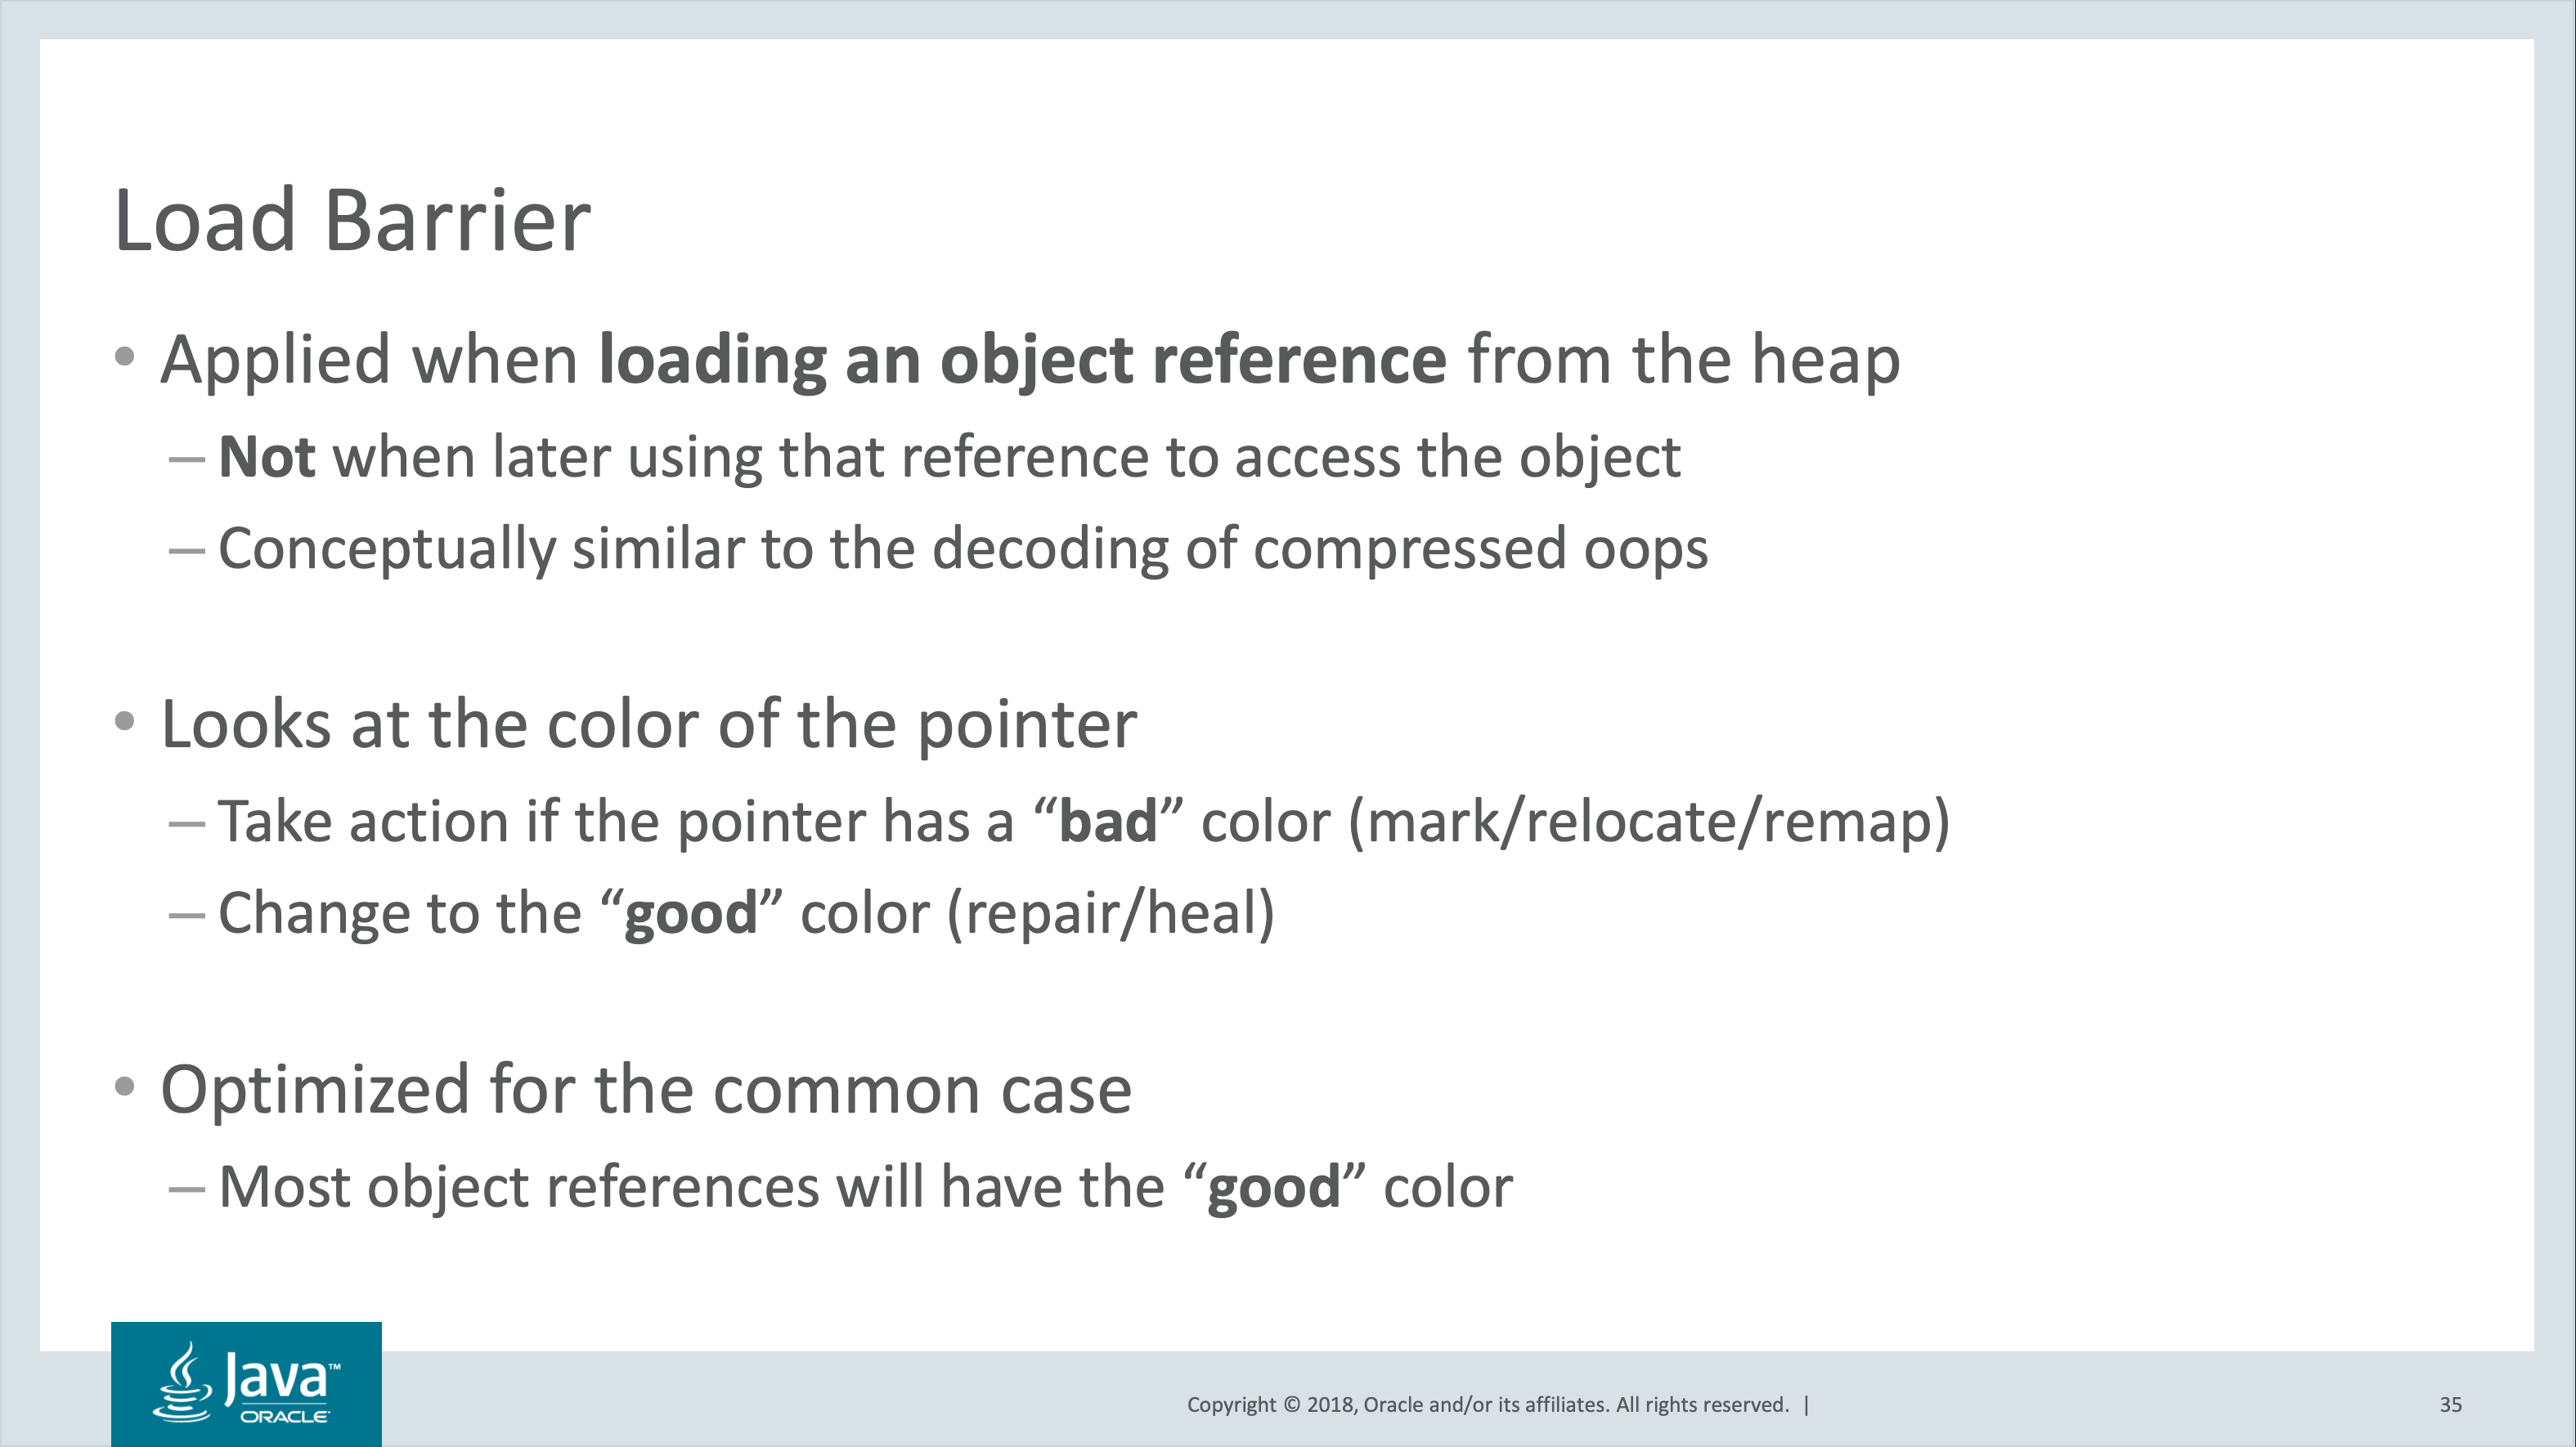 Load Barrier
• Applied when loading an object reference from the heap
– Not when later using that reference to access the object
– Conceptually similar to the decoding of compressed oops
• Looks at the color of the pointer
– Take action if the pointer has a “bad” color (mark/relocate/remap)
– Change to the “good” color (repair/heal)
• Optimized for the common case
– Most object references will have the “good” color
Java™
ORACLE
Copyright © 2018, Oracle and/or its affiliates. All rights reserved. |
35